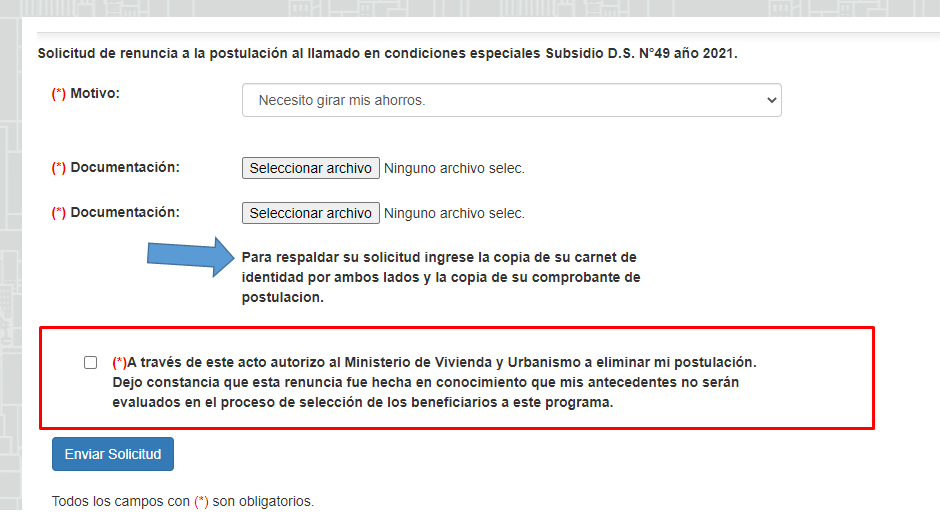 Solicitud de renuncia a la postulación al llamado en condiciones especiales Subsidio D.S. N°49 año 2021.
(*) Motivo:
Necesito girar mis ahorros.
(*) Documentación:
Seleccionar archivo Ninguno archivo selec.
(*) Documentación:
Seleccionar archivo Ninguno archivo selec.
Para respaldar su solicitud ingrese la copia de su carnet de
identidad por ambos lados y la copia de su comprobante de
postulacion.
(*)A través de este acto autorizo al Ministerio de Vivienda y Urbanismo a eliminar mi postulación.
Dejo constancia que esta renuncia fue hecha en conocimiento que mis antecedentes no serán
evaluados en el proceso de selección de los beneficiarios a este programa.
Enviar Solicitud
Todos los campos con (*) son obligatorios.